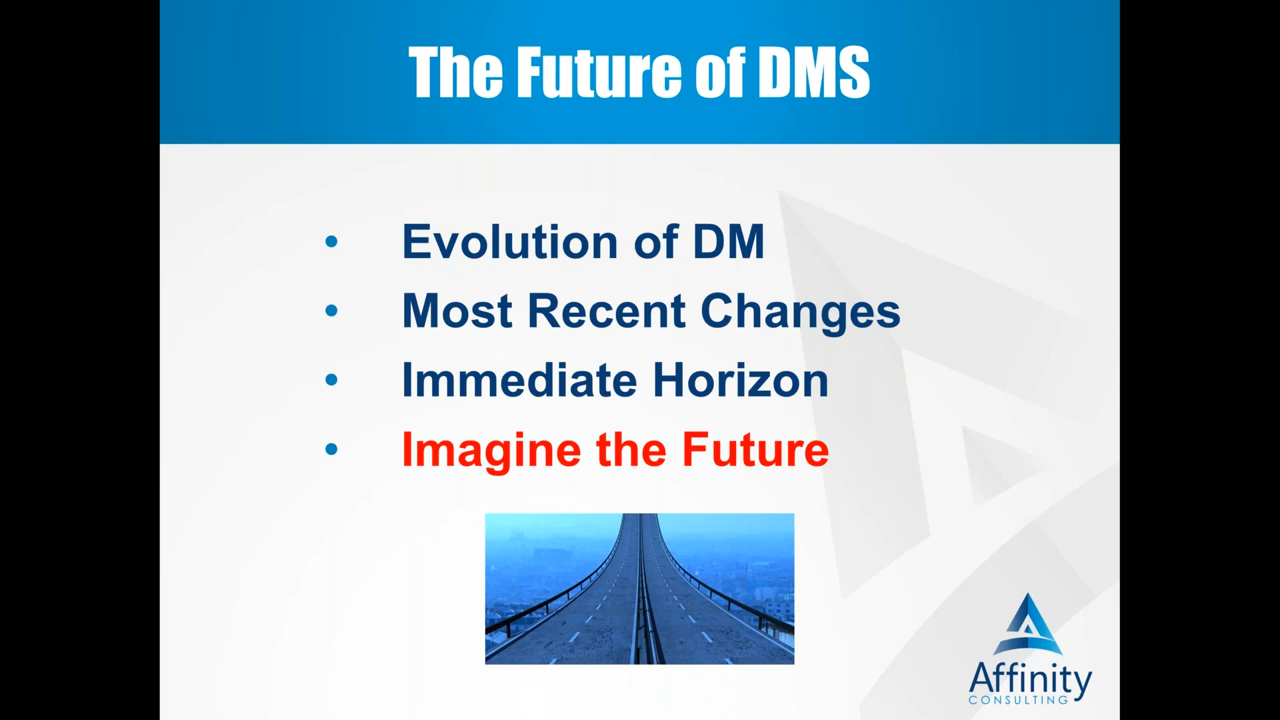 The Future of DMS
• Evolution of DM
• Most Recent Changes
• Immediate Horizon
• Imagine the Future
Affinity
CONSULTING